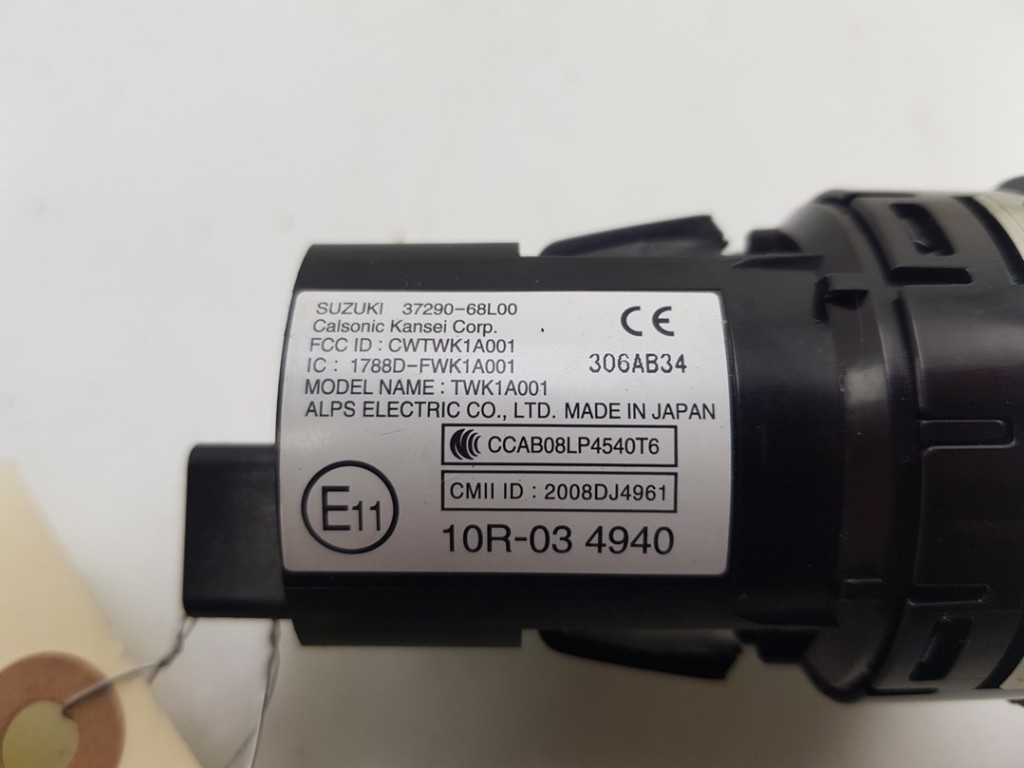 SUZUKI 37290-68L00
Calsonic Kansei Corp.
FCC ID : CWTWK1A001
IC : 1788D-FWK1A001
MODEL NAME : TWK1A001
ALPS ELECTRIC CO., LTD. MADE IN JAPAN
CE
306AB34
CCAB08LP4540T6
CMII ID : 2008DJ4961
E11
10R-03 4940